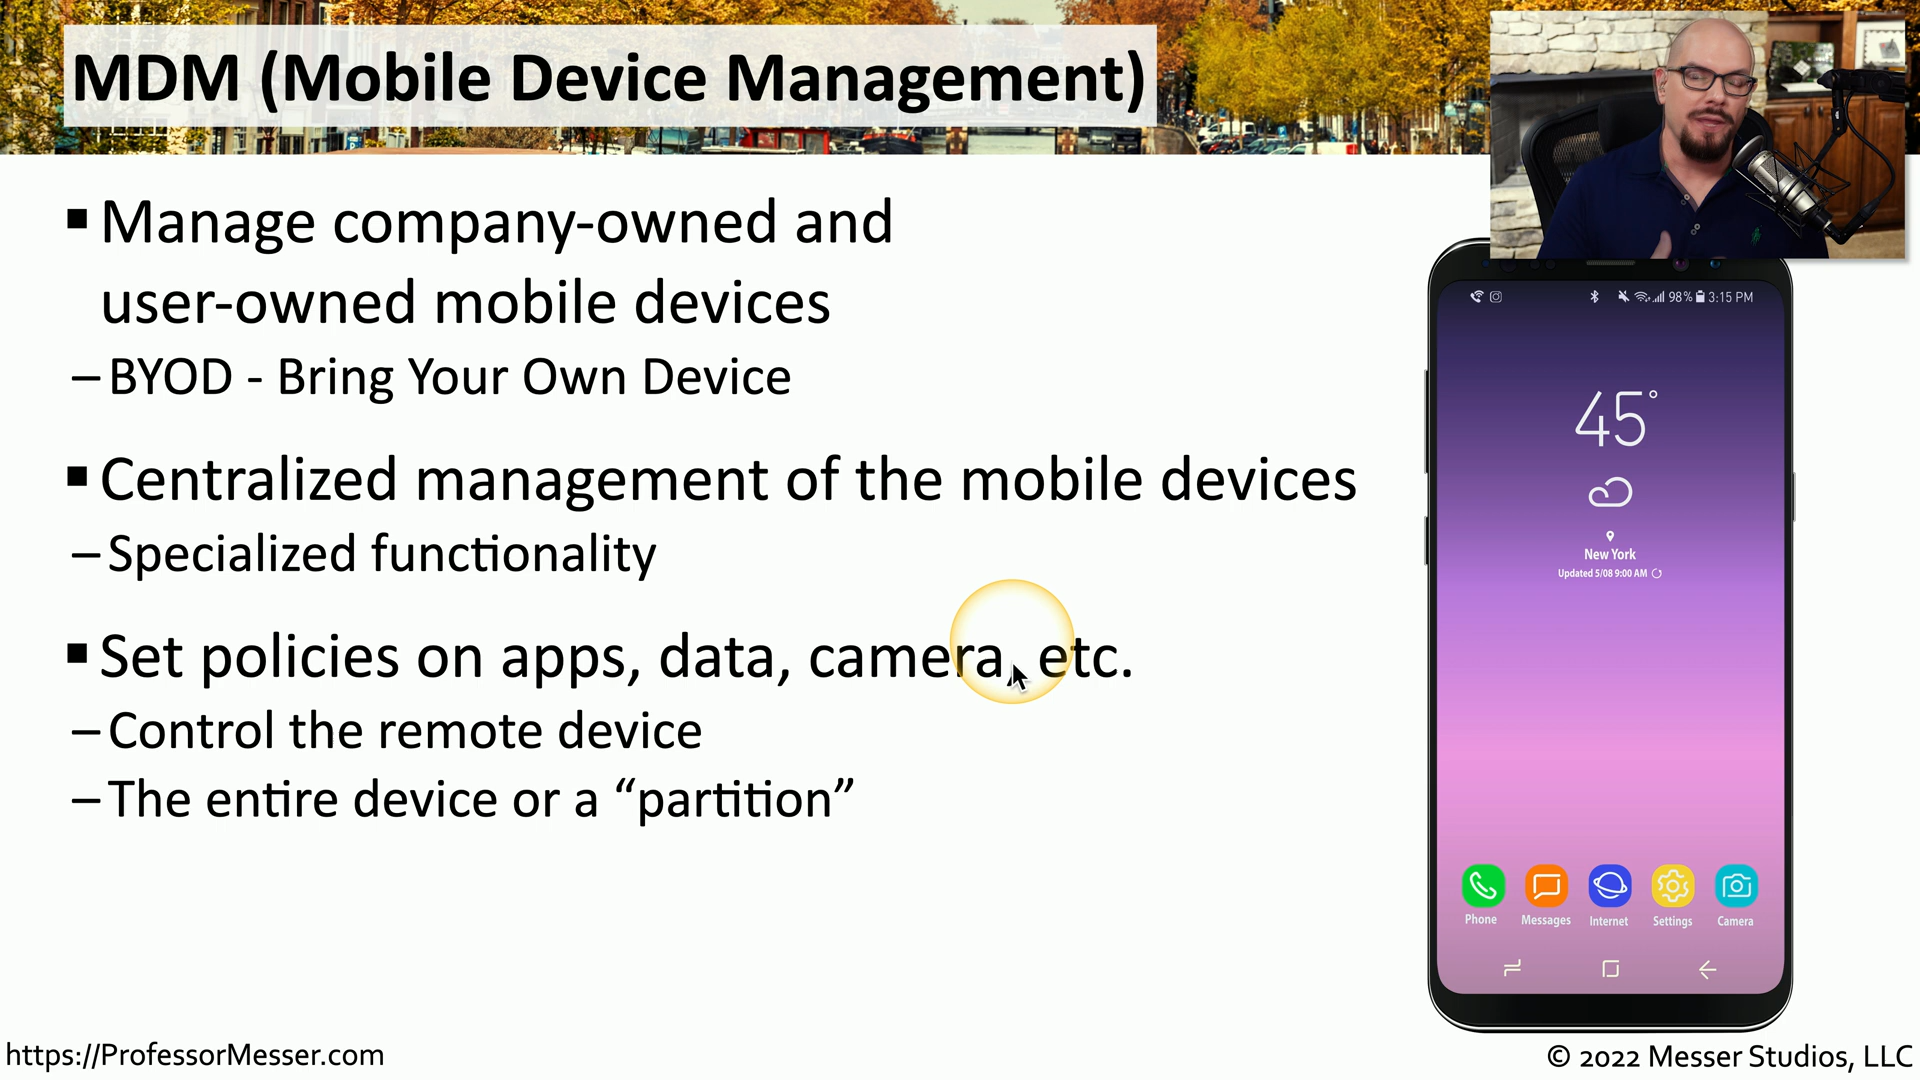 MDM (Mobile Device Management)
▪ Manage company-owned and
user-owned mobile devices
– BYOD - Bring Your Own Device
▪ Centralized management of the mobile devices
– Specialized functionality
▪ Set policies on apps, data, camera, etc.
– Control the remote device
– The entire device or a “partition”
98% 3:15 PM
45°
New York
Updated 5/08 9:00 AM
Phone Messages Internet Settings Camera
https://ProfessorMesser.com
© 2022 Messer Studios, LLC